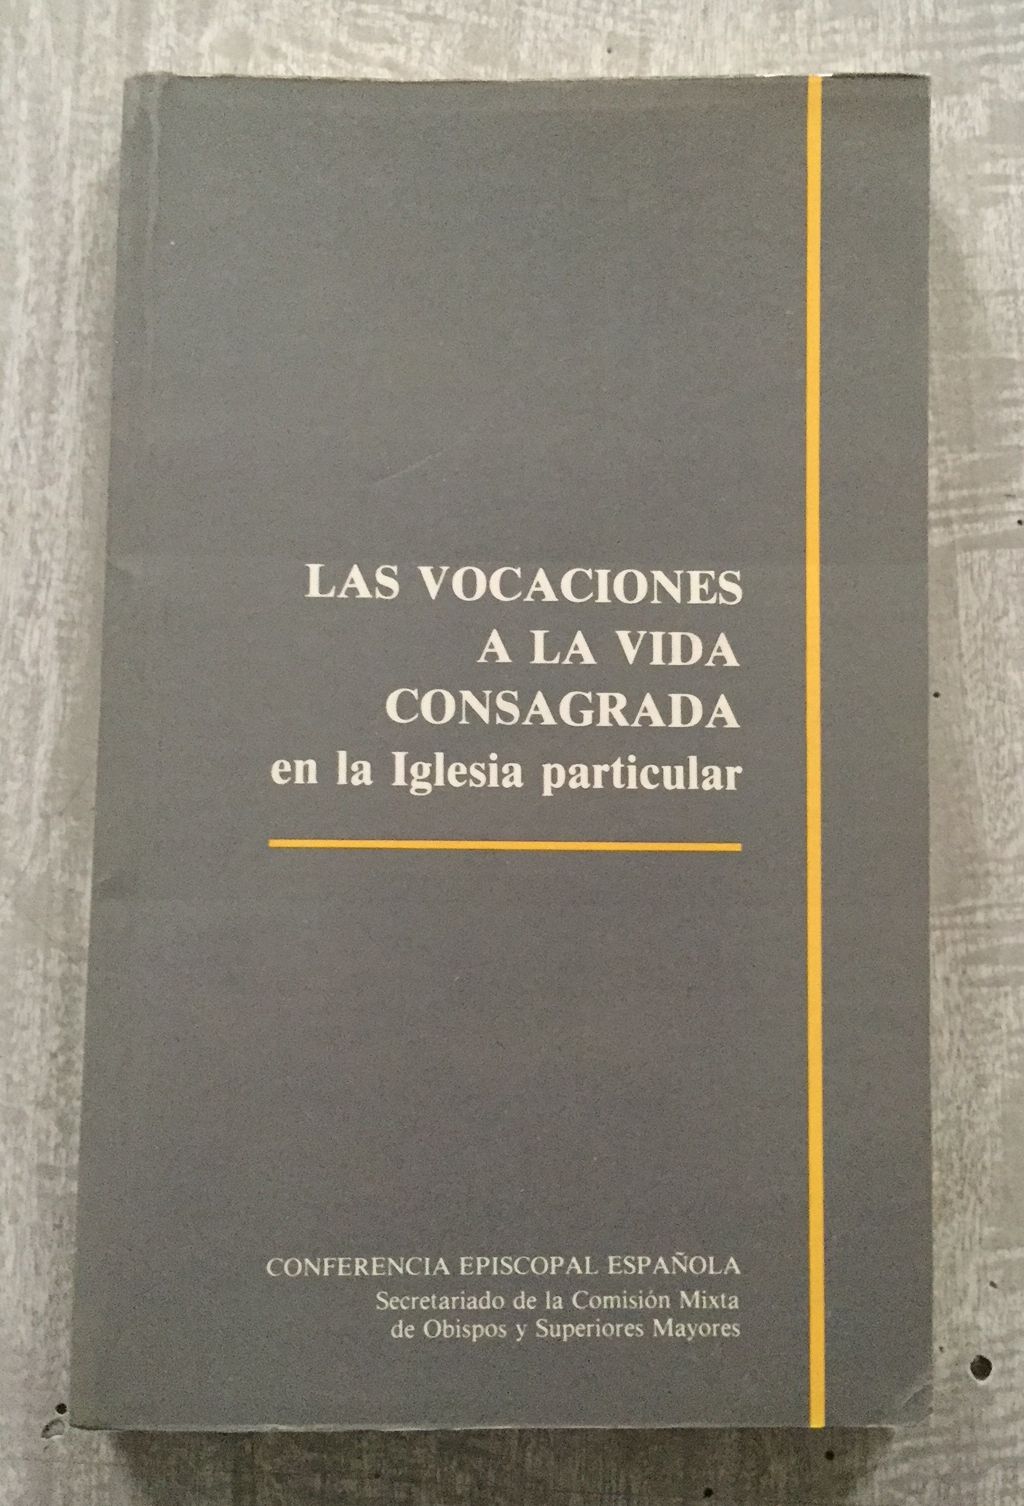 LAS VOCACIONES
A LA VIDA
CONSAGRADA
en la Iglesia particular
CONFERENCIA EPISCOPAL ESPAÑOLA
Secretariado de la Comisión Mixta
de Obispos y Superiores Mayores